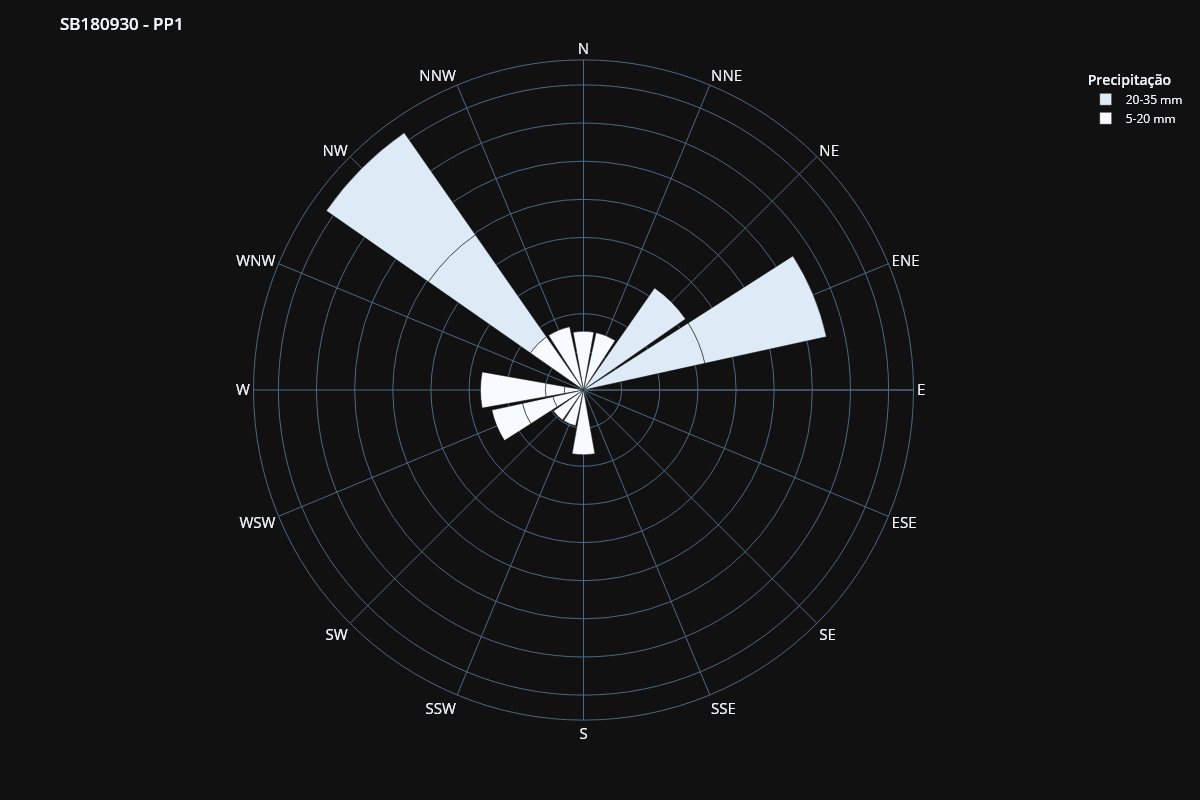 SB180930 - PP1
N
NNW
NNE
Precipitação
20-35 mm
5-20 mm
NW
NE
WNW
ENE
W
E
WSW
ESE
SW
SE
SSW
SSE
S